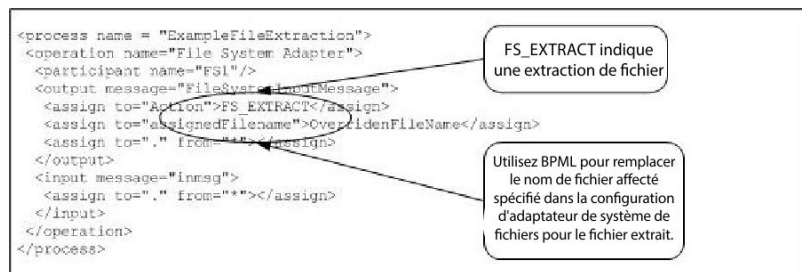 <process name = "ExampleFileExtraction">
<operation name="File System Adapter">
<participant name="FS1"/>
<output message="FileSystemInputMessage">
<assign to="Action">FS_EXTRACT</assign>
<assign to="assignedFilename">OverridenFileName</assign>
<assign to="." from="*"></assign>
</output>
<input message="inmsg">
<assign to="." from="*"></assign>
</input>
</operation>
</process>
FS_EXTRACT indique
une extraction de fichier
Utilisez BPML pour remplacer
le nom de fichier affecté
spécifié dans la configuration
d'adaptateur de système de
fichiers pour le fichier extrait.